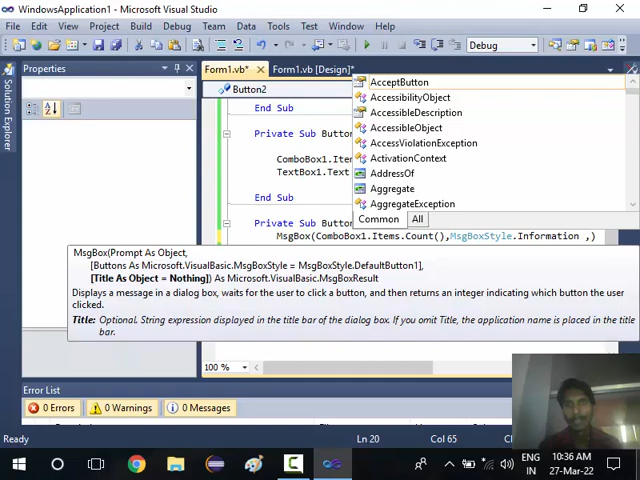 WindowsApplication1 - Microsoft Visual Studio
File Edit View Project Build Debug Team Data Tools Test Window Help
Debug
Solution Explorer
Properties
Form1.vb* Form1.vb [Design]*
Button2
AcceptButton
AccessibilityObject
AccessibleDescription
AccessibleObject
AccessViolationException
ActivationContext
AddressOf
Aggregate
AggregateException
Common All
End Sub
Private Sub Button
ComboBox1.Item
TextBox1.Text
End Sub
Private Sub Button
MsgBox(ComboBox1.Items.Count(),MsgBoxStyle.Information ,)
MsgBox(Prompt As Object,
[Buttons As Microsoft.VisualBasic.MsgBoxStyle = MsgBoxStyle.DefaultButton1],
[Title As Object = Nothing]) As Microsoft.VisualBasic.MsgBoxResult
Displays a message in a dialog box, waits for the user to click a button, and then returns an integer indicating which button the user
clicked.
Title: Optional. String expression displayed in the title bar of the dialog box. If you omit Title, the application name is placed in the title
bar.
100 %
Error List
0 Errors 0 Warnings 0 Messages
Ready Ln 20 Col 65
ENG
IN
10:36 AM
27-Mar-22